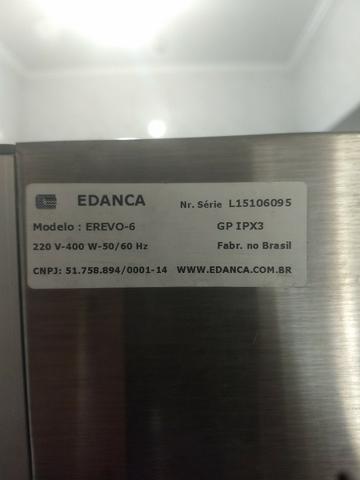 EDANCA Nr. Série L15106095
Modelo : EREVO-6 GP IPX3
220 V-400 W-50/60 Hz Fabr. no Brasil
CNPJ: 51.758.894/0001-14 WWW.EDANCA.COM.BR